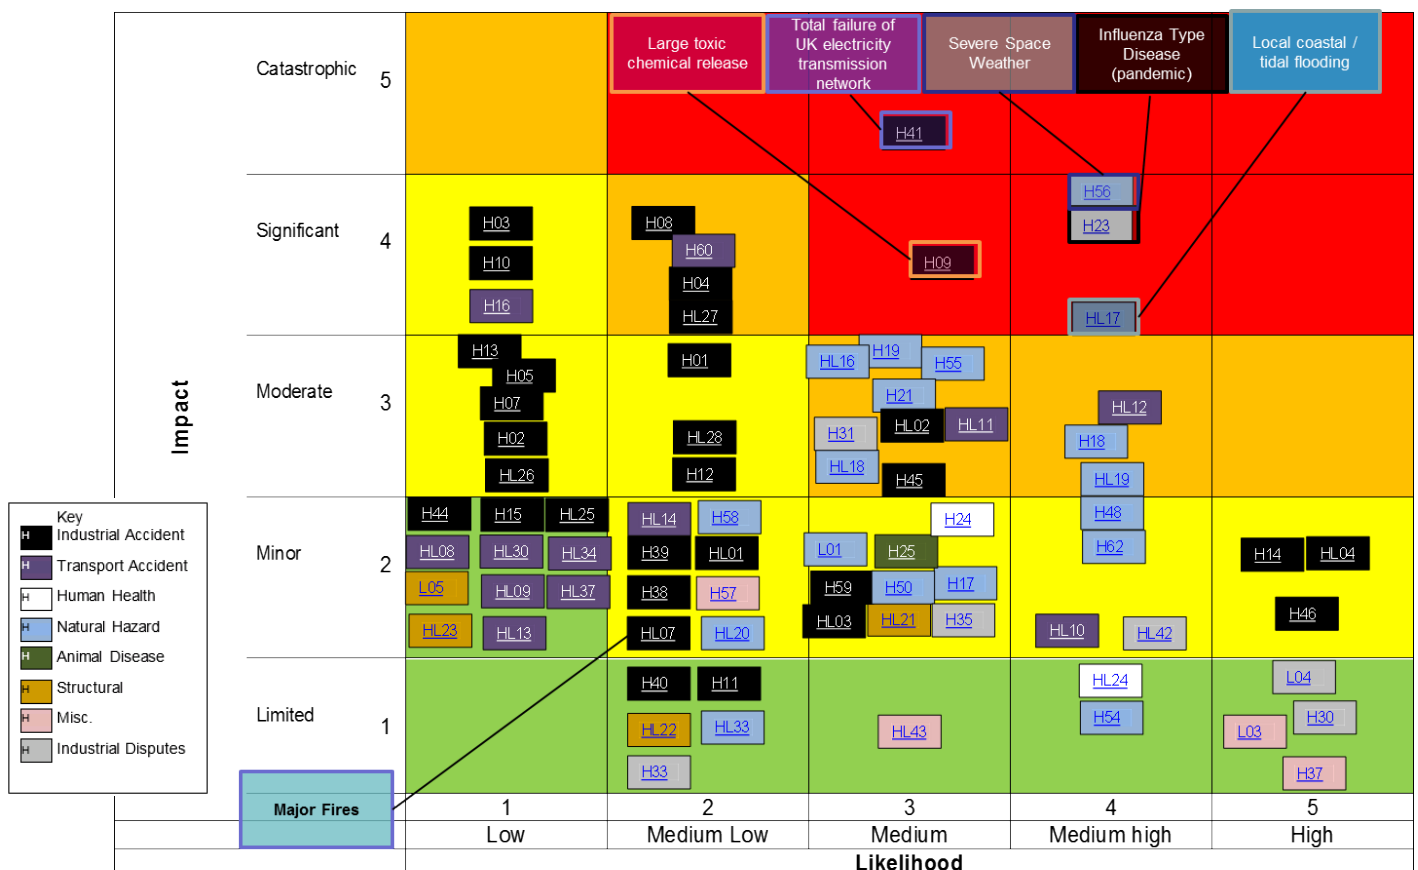 Large toxic
chemical release
Total failure of
UK electricity
transmission
network
Severe Space
Weather
Influenza Type
Disease
(pandemic)
Local coastal /
tidal flooding
Catastrophic 5
H41
H56
Significant 4
H03
H08
H23
H60
H10
H09
H04
H16
HL27
HL17
Impact
Moderate 3
H13
H01
HL16
H19
H55
H05
H21
H07
HL12
HL02
HL11
H02
HL28
H31
H18
HL26
H12
HL18
H45
HL19
Minor 2
H44
H15
HL25
HL14
H58
H24
H48
HL08
HL30
HL34
H39
HL01
L01
H25
H62
H14
HL04
L05
HL09
HL37
H38
H57
H59
H50
H17
H46
HL23
HL13
HL07
HL20
HL03
HL21
H35
HL10
HL42
Limited 1
H40
H11
HL24
L04
HL22
HL33
HL43
H54
L03
H30
H33
H37
Key
H Industrial Accident
H Transport Accident
H Human Health
H Natural Hazard
H Animal Disease
H Structural
H Misc.
H Industrial Disputes
Major Fires
1 2 3 4 5
Low Medium Low Medium Medium high High
Likelihood